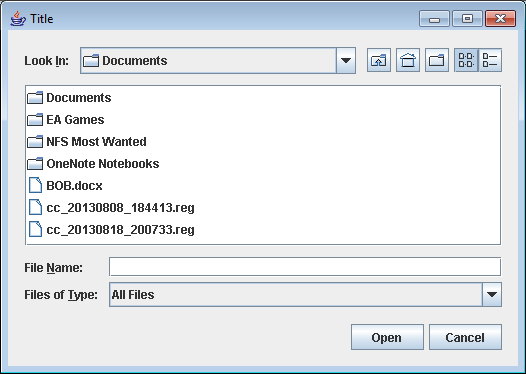 Title
Look In: Documents
Documents
EA Games
NFS Most Wanted
OneNote Notebooks
BOB.docx
cc_20130808_184413.reg
cc_20130818_200733.reg
File Name:
Files of Type: All Files
Open Cancel